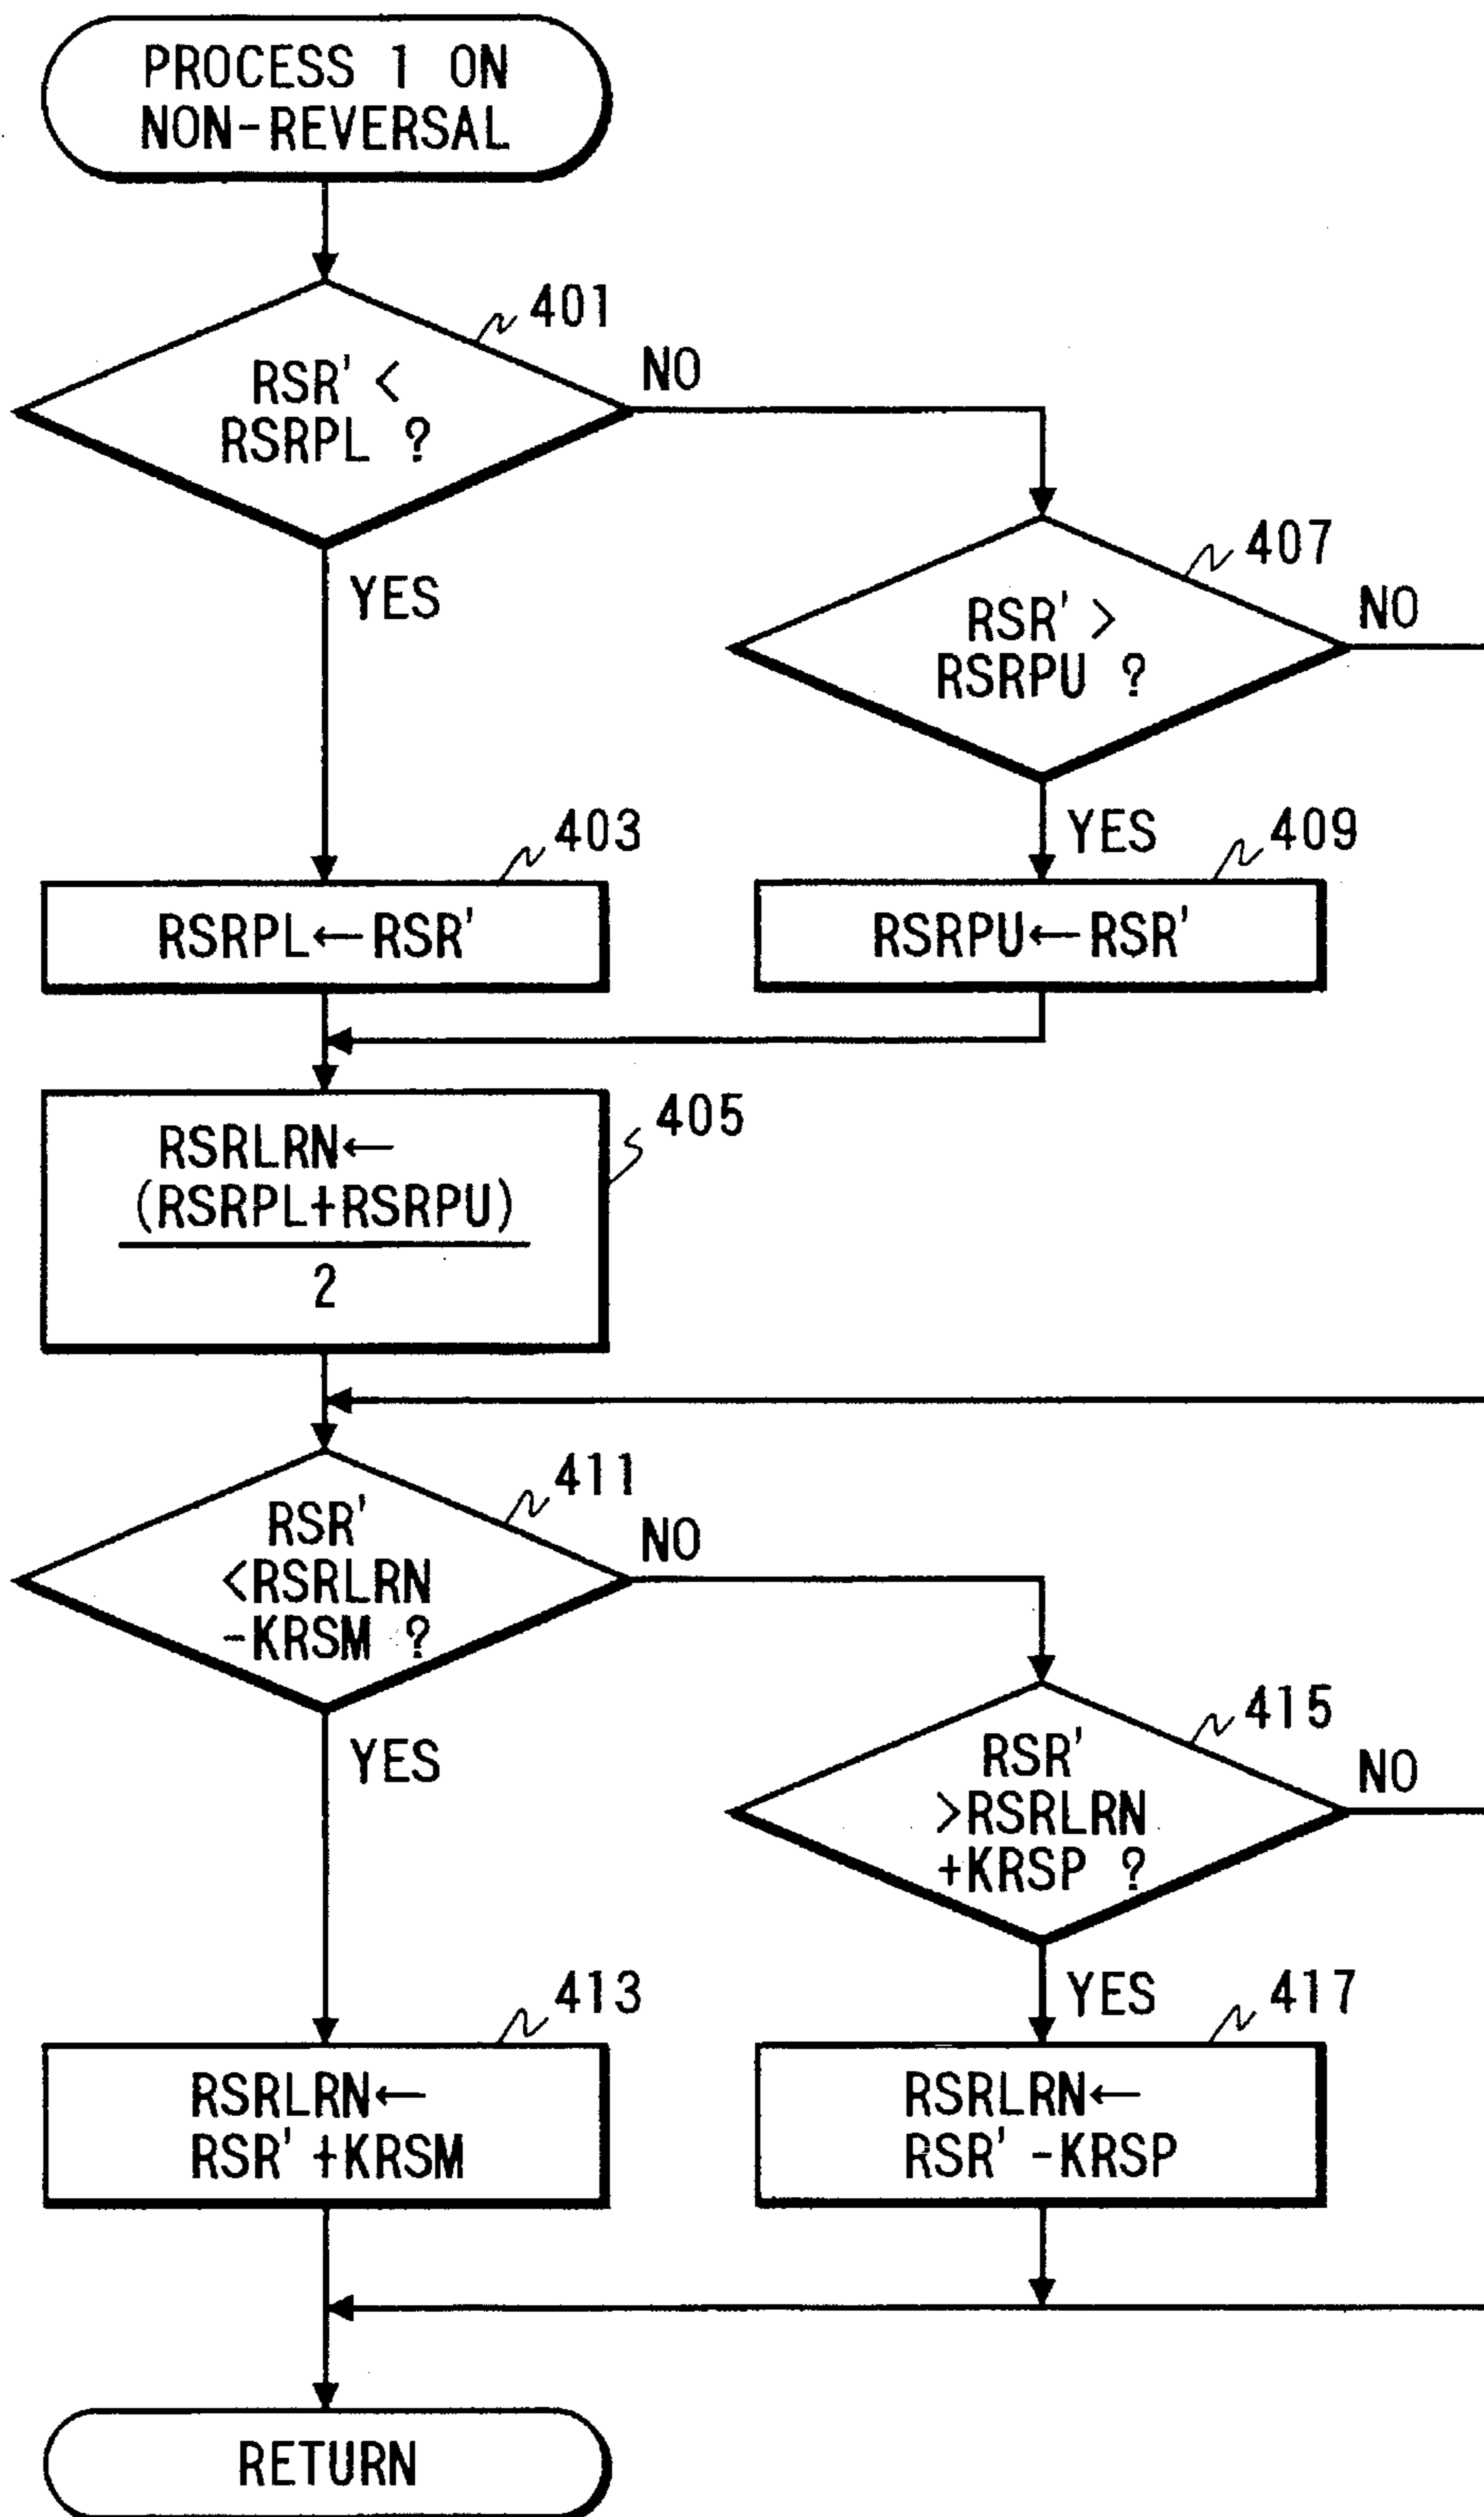 PROCESS 1 ON
NON-REVERSAL
401
RSR' <
RSRPL ?
NO
YES
407
RSR' >
RSRPU ?
NO
YES
403
RSRPL←RSR'
409
RSRPU←RSR'
405
RSRLRN←
(RSRPL+RSRPU)
2
411
RSR'
<RSRLRN
-KRSM ?
NO
YES
415
RSR'
>RSRLRN
+KRSP ?
NO
YES
413
RSRLRN←
RSR' +KRSM
417
RSRLRN←
RSR' -KRSP
RETURN